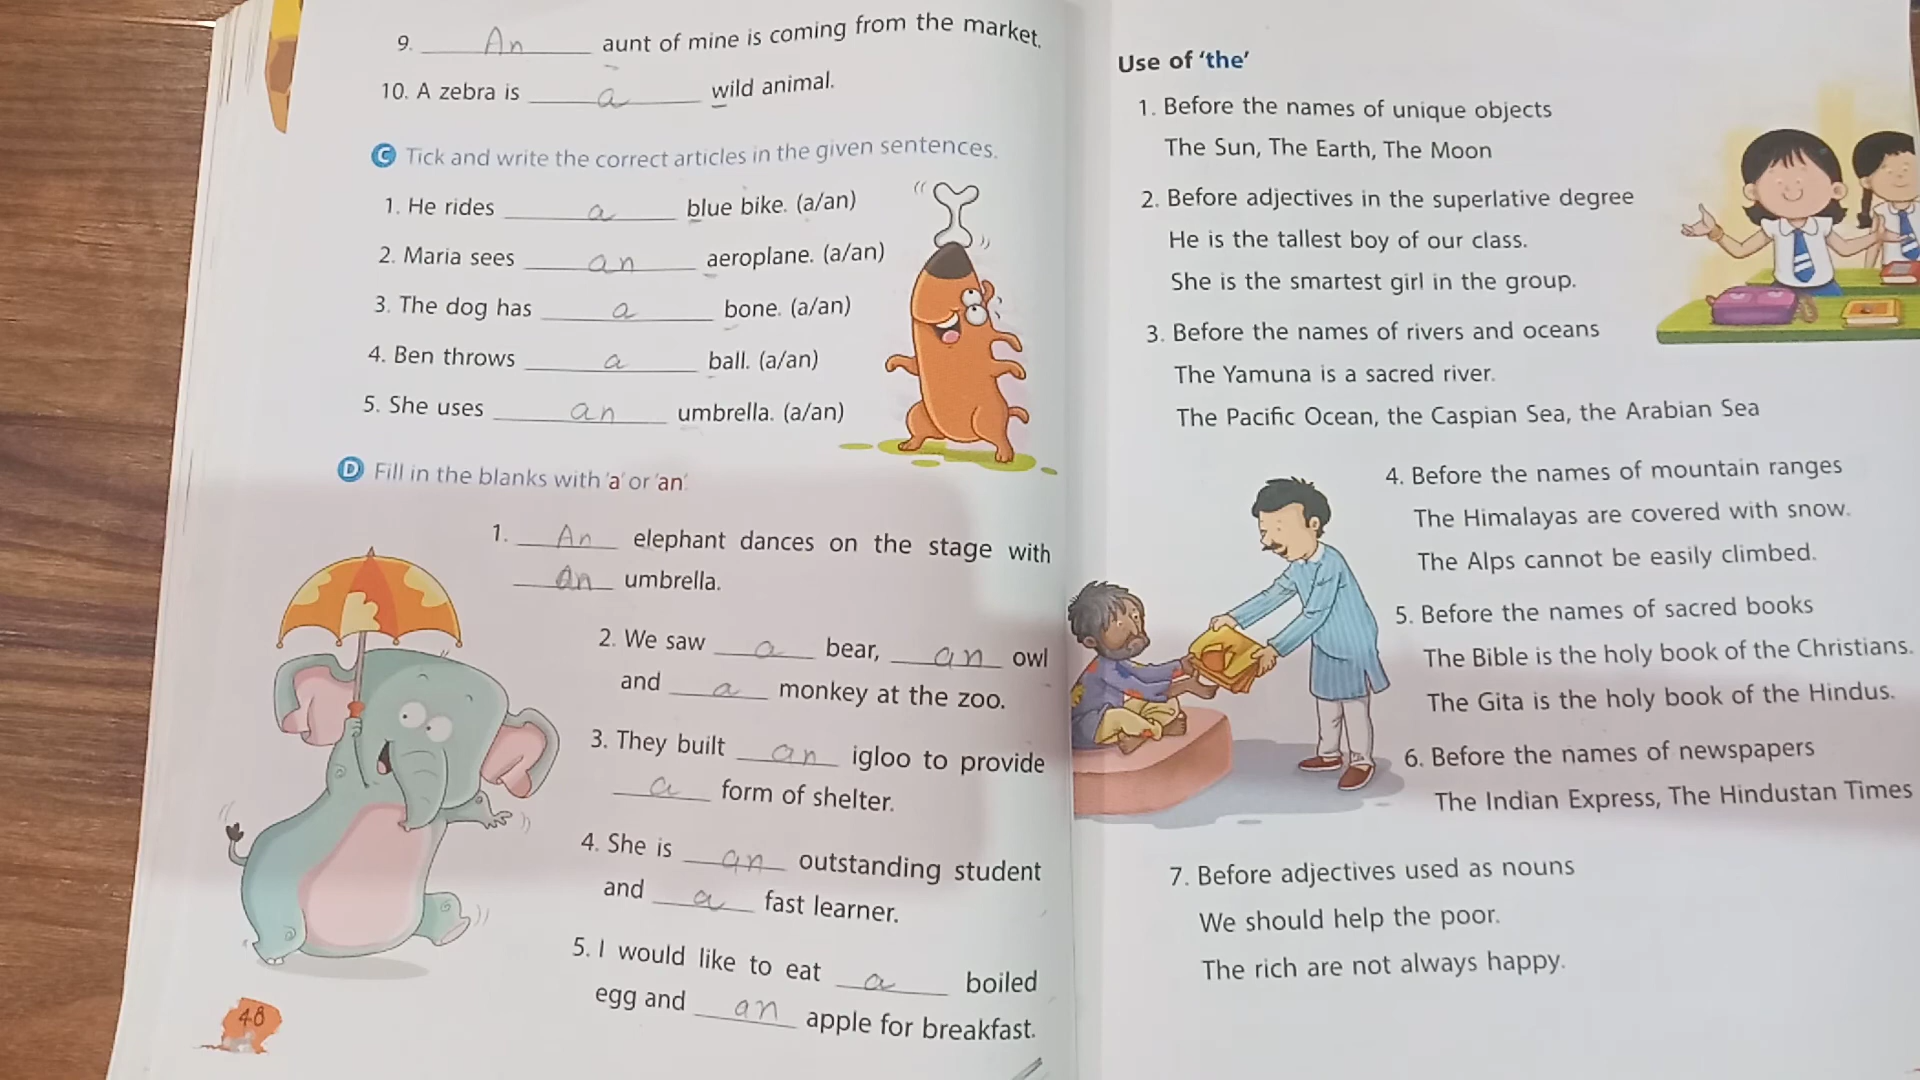 9. An aunt of mine is coming from the market.
10. A zebra is a wild animal.
C Tick and write the correct articles in the given sentences.
1. He rides a blue bike. (a/an)
2. Maria sees an aeroplane. (a/an)
3. The dog has a bone. (a/an)
4. Ben throws a ball. (a/an)
5. She uses an umbrella. (a/an)
D Fill in the blanks with 'a' or 'an'.
1. An elephant dances on the stage with
an umbrella.
2. We saw a bear, an owl
and a monkey at the zoo.
3. They built an igloo to provide
a form of shelter.
4. She is an outstanding student
and a fast learner.
5. I would like to eat a boiled
egg and an apple for breakfast.
48
Use of 'the'
1. Before the names of unique objects
The Sun, The Earth, The Moon
2. Before adjectives in the superlative degree
He is the tallest boy of our class.
She is the smartest girl in the group.
3. Before the names of rivers and oceans
The Yamuna is a sacred river.
The Pacific Ocean, the Caspian Sea, the Arabian Sea
4. Before the names of mountain ranges
The Himalayas are covered with snow.
The Alps cannot be easily climbed.
5. Before the names of sacred books
The Bible is the holy book of the Christians.
The Gita is the holy book of the Hindus.
6. Before the names of newspapers
The Indian Express, The Hindustan Times
7. Before adjectives used as nouns
We should help the poor.
The rich are not always happy.